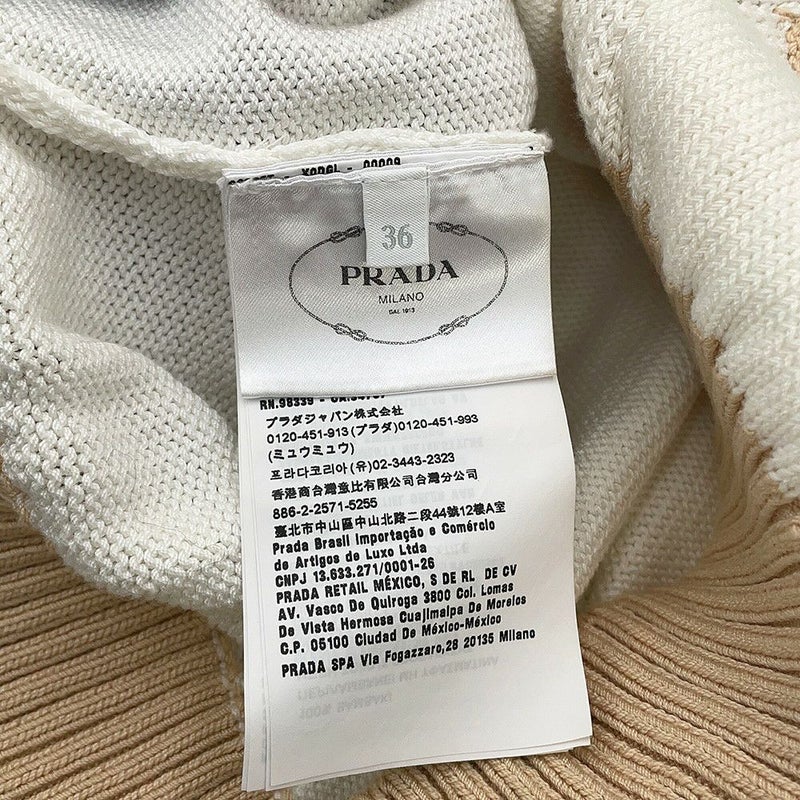 X0DGL - 00009
36
PRADA
MILANO
DAL 1913
RN.98339 -
プラダジャパン株式会社
0120-451-913(プラダ)0120-451-993
(ミュウミュウ)
프라다코리아(유)02-3443-2323
香港商台灣意比有限公司台灣分公司
886-2-2571-5255
臺北市中山區中山北路二段44號12樓A室
Prada Brasil Importação e Comércio
de Artigos de Luxo Ltda
CNPJ 13.633.271/0001-26
PRADA RETAIL MÉXICO, S DE RL DE CV
AV. Vasco De Quiroga 3800 Col. Lomas
De Vista Hermosa Cuajimalpa De Morelos
C.P. 05100 Ciudad De México-México
PRADA SPA Via Fogazzaro,28 20135 Milano